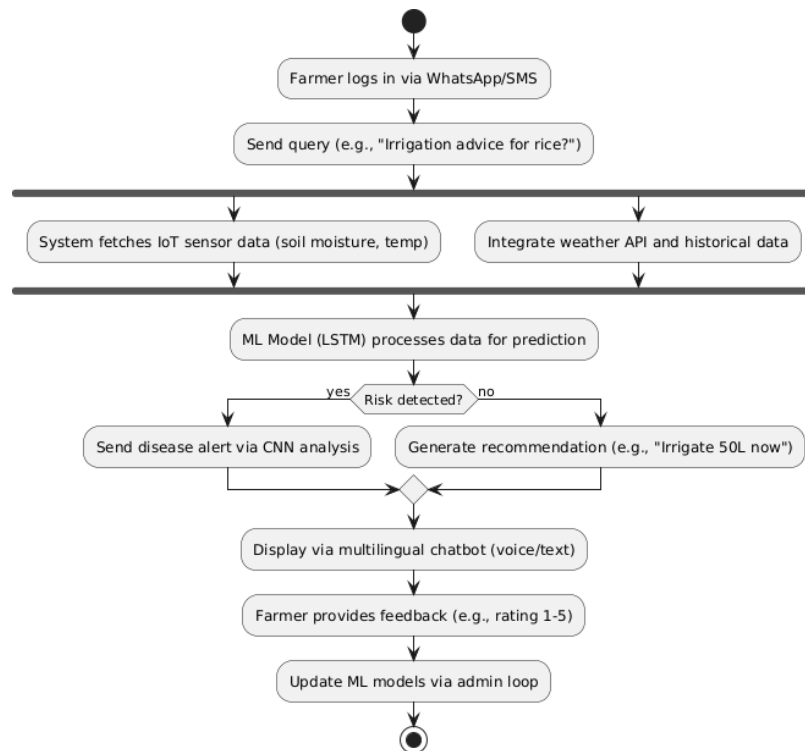 Farmer logs in via WhatsApp/SMS
Send query (e.g., "Irrigation advice for rice?")
System fetches IoT sensor data (soil moisture, temp)
Integrate weather API and historical data
ML Model (LSTM) processes data for prediction
yes
Risk detected?
no
Send disease alert via CNN analysis
Generate recommendation (e.g., "Irrigate 50L now")
Display via multilingual chatbot (voice/text)
Farmer provides feedback (e.g., rating 1-5)
Update ML models via admin loop